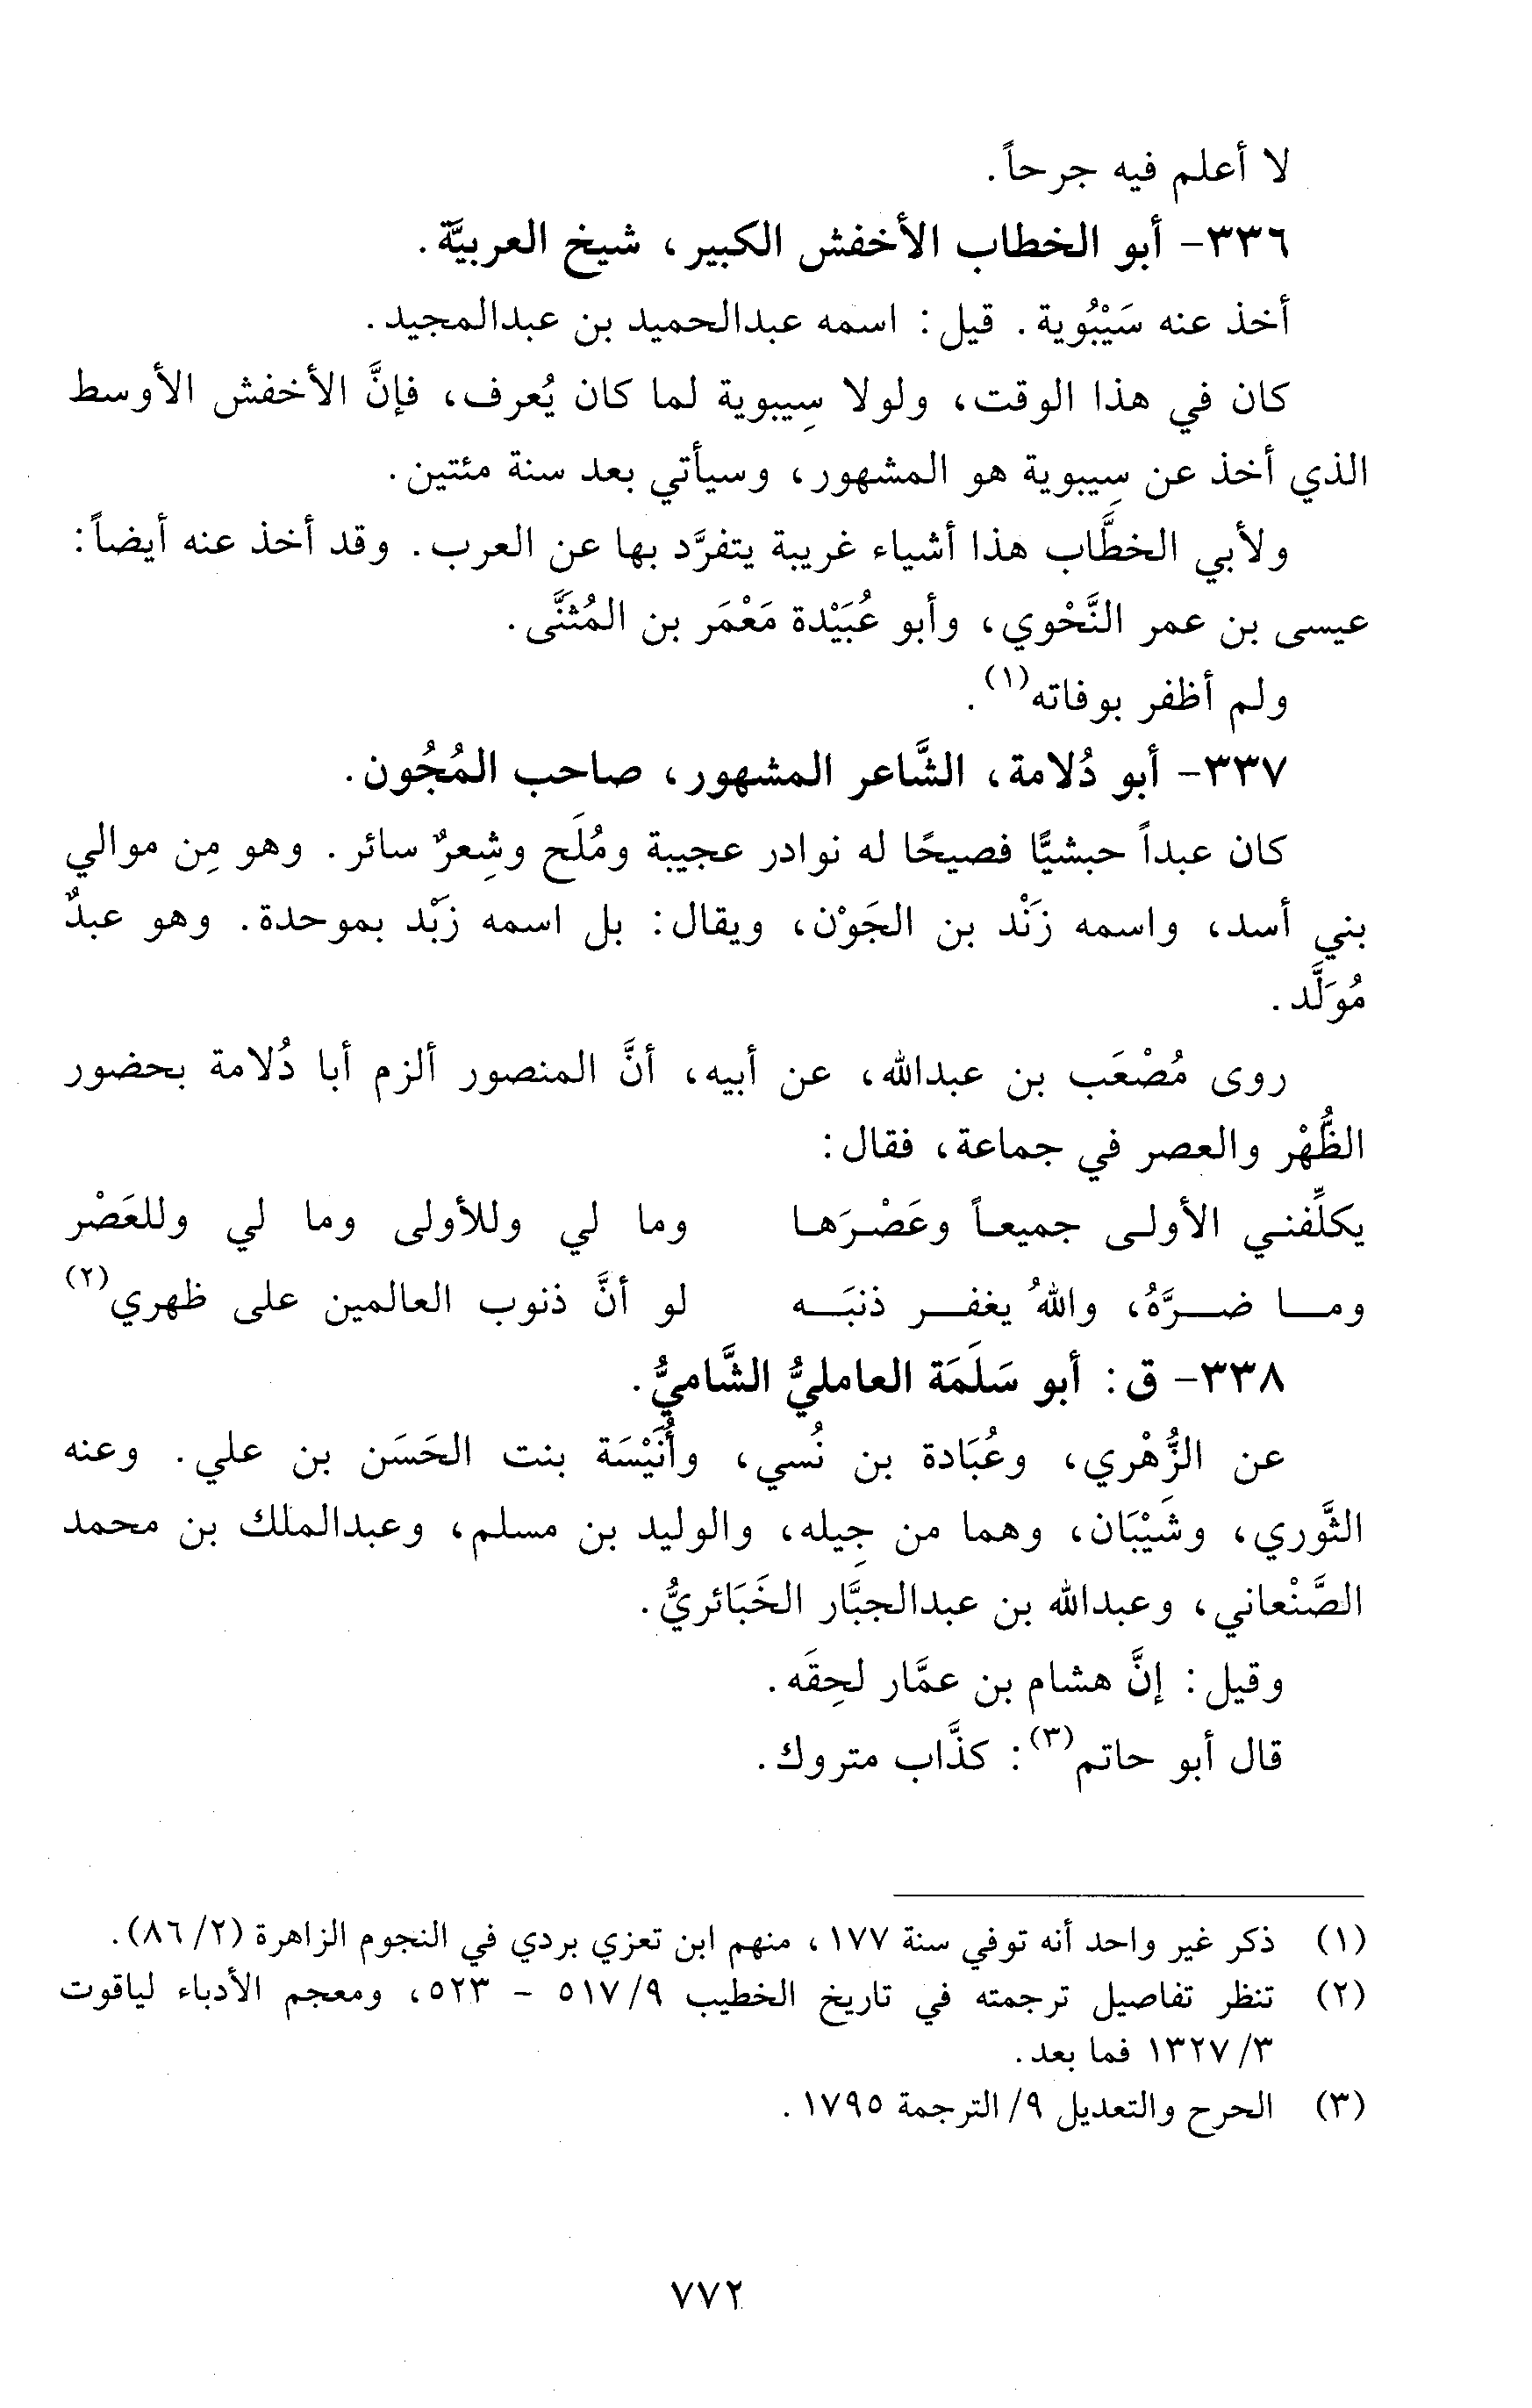 لا أعلم فيه جرحاً.
٣٣٦- أبو الخطاب الأخفش الكبير، شيخ العربيَّة.
أخذ عنه سَيْبُوية. قيل: اسمه عبدالحميد بن عبدالمجيد.
كان في هذا الوقت، ولولا سِيبوية لما كان يُعرف، فإنَّ الأخفش الأوسط
الذي أخذ عن سِيبوية هو المشهور، وسيأتي بعد سنة مئتين.
ولأبي الخطَّاب هذا أشياء غريبة يتفرَّد بها عن العرب. وقد أخذ عنه أيضاً:
عيسى بن عمر النَّحْوي، وأبو عُبَيْدة مَعْمَر بن المُثنَّى.
ولم أظفر بوفاته(١).
٣٣٧- أبو دُلامة، الشَّاعر المشهور، صاحب المُجُون.
كان عبداً حبشيًّا فصيحًا له نوادر عجيبة ومُلَح وشِعرٌ سائر. وهو مِن موالي
بني أسد، واسمه زَنْد بن الجَوْن، ويقال: بل اسمه زَبْد بموحدة. وهو عبدٌ
مُولَّد.
روى مُصْعَب بن عبدالله، عن أبيه، أنَّ المنصور ألزم أبا دُلامة بحضور
الظُّهْر والعصر في جماعة، فقال:
يكلِّفنـي الأولـى جميعـاً وعَصْـرَهـا وما لي وللأولى وما لي وللعَصْر
ومـــا ضـــرَّهُ، واللهُ يغفـــر ذنبَـــه لو أنَّ ذنوب العالمين على ظهري(٢)
٣٣٨- ق: أبو سَلَمَة العامليُّ الشَّاميُّ.
عن الزُّهْري، وعُبَادة بن نُسي، وأُنَيْسَة بنت الحَسَن بن علي. وعنه
الثَّوري، وشَيْبَان، وهما من جِيله، والوليد بن مسلم، وعبدالملك بن محمد
الصَّنْعاني، وعبدالله بن عبدالجبَّار الخَبَائريُّ.
وقيل: إنَّ هشام بن عمَّار لحِقَه.
قال أبو حاتم(٣): كذَّاب متروك.
(١) ذكر غير واحد أنه توفي سنة ١٧٧، منهم ابن تعزي بردي في النجوم الزاهرة (٢/ ٨٦).
(٢) تنظر تفاصيل ترجمته في تاريخ الخطيب ٩/ ٥١٧ - ٥٢٣، ومعجم الأدباء لياقوت
٣/ ١٣٢٧ فما بعد.
(٣) الحرح والتعديل ٩/ الترجمة ١٧٩٥.
٧٧٢